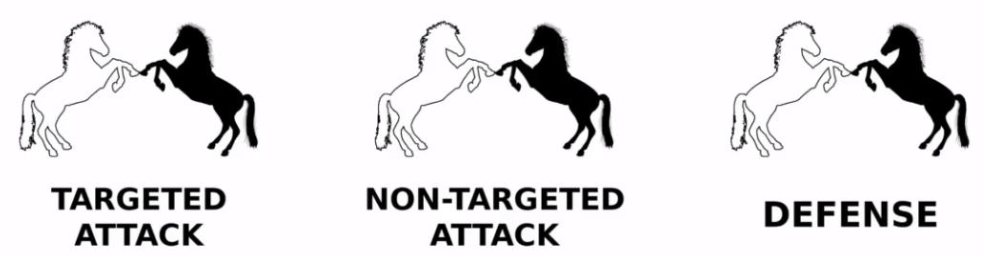 TARGETED
ATTACK
NON-TARGETED
ATTACK
DEFENSE